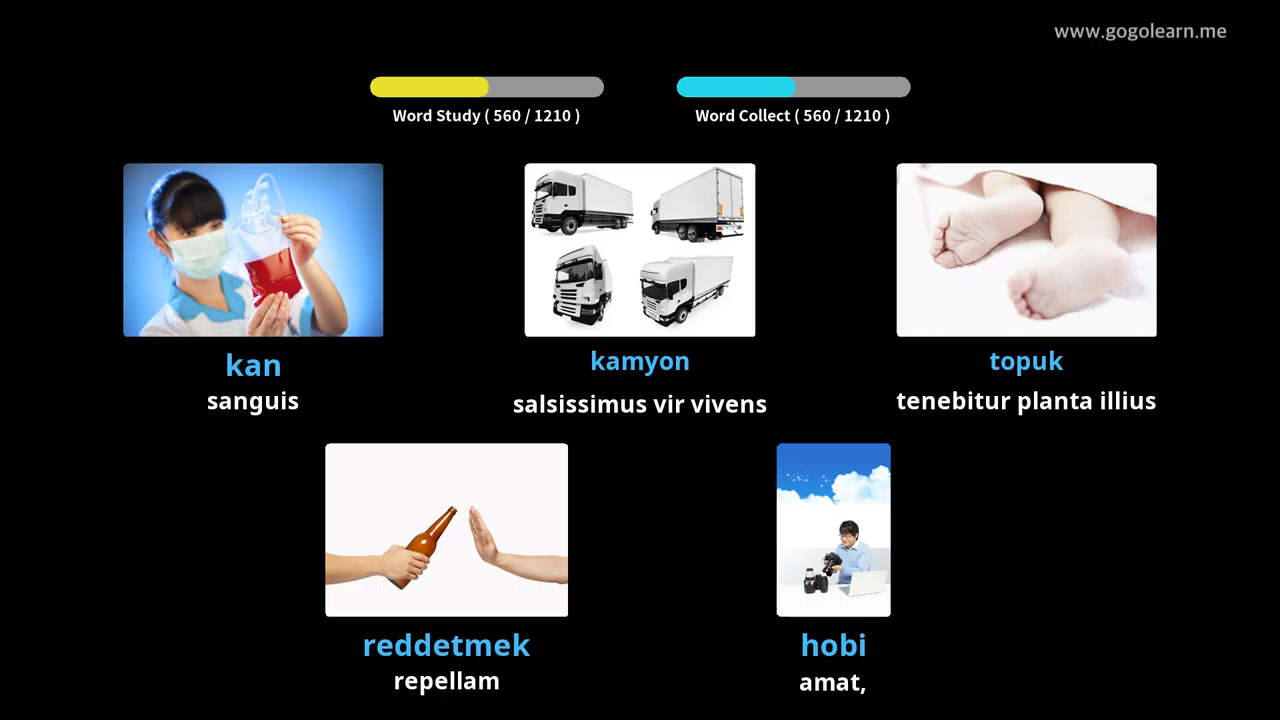 www.gogolearn.me
Word Study ( 560 / 1210 )
Word Collect ( 560 / 1210 )
kan
sanguis
kamyon
salsissimus vir vivens
topuk
tenebitur planta illius
reddetmek
repellam
hobi
amat,